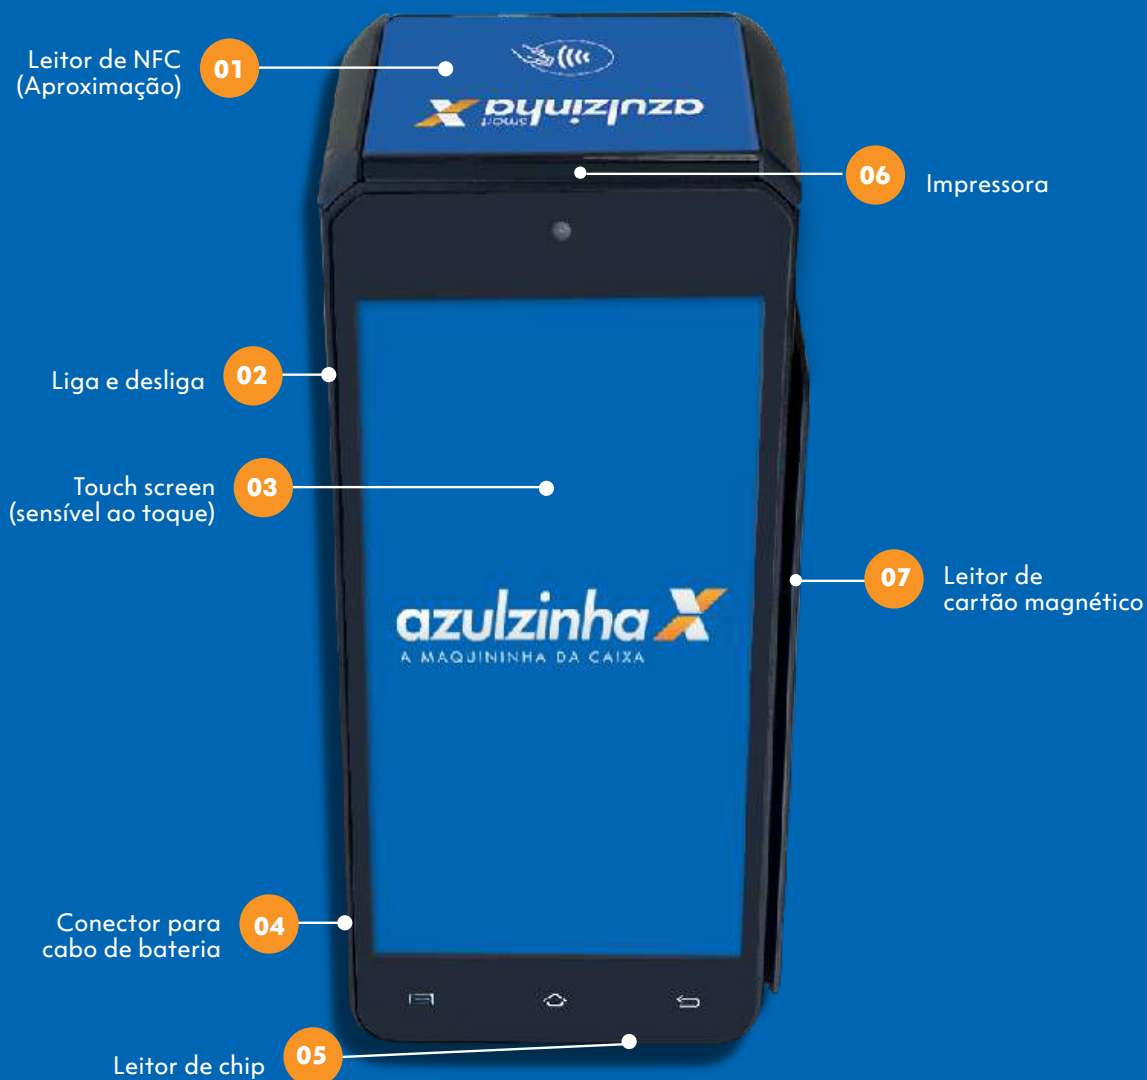 Leitor de NFC
(Aproximação)
01
azulzinha X
smart
06
Impressora
Liga e desliga
02
Touch screen
(sensível ao toque)
03
azulzinha X
A MAQUININHA DA CAIXA
07
Leitor de
cartão magnético
Conector para
cabo de bateria
04
Leitor de chip
05